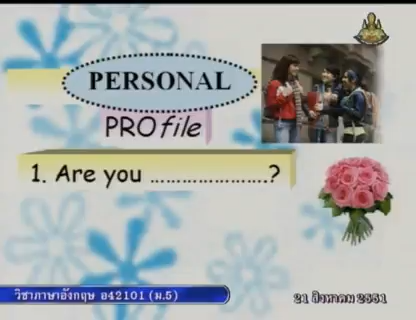 PERSONAL
PROfile
1. Are you ………………….?
วิชาภาษาอังกฤษ อ42101 (ม.5)
21 สิงหาคม 2551